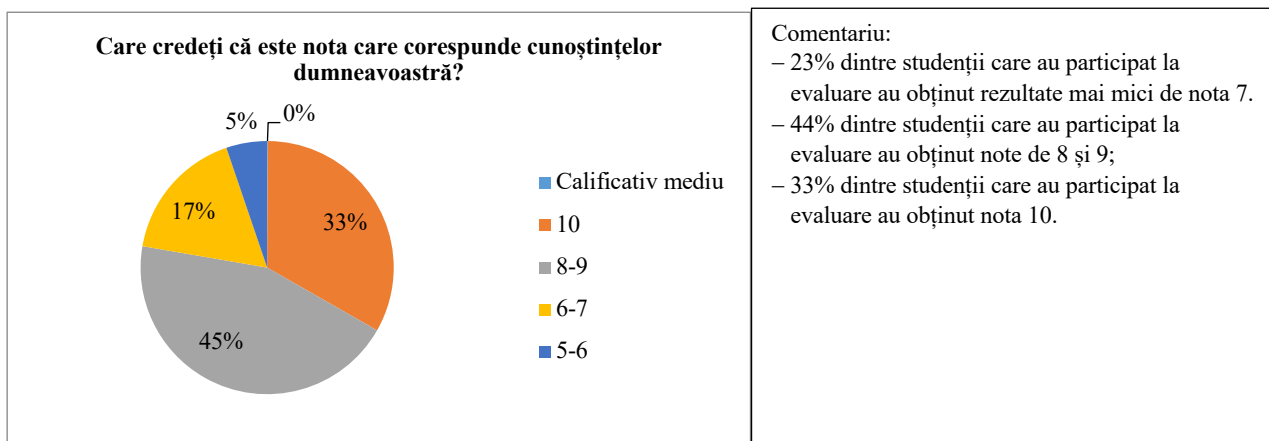 Care credeți că este nota care corespunde cunoștințelor
dumneavoastră?
5%
0%
17%
33%
45%
Calificativ mediu
10
8-9
6-7
5-6
Comentariu:
– 23% dintre studenții care au participat la
evaluare au obținut rezultate mai mici de nota 7.
– 44% dintre studenții care au participat la
evaluare au obținut note de 8 și 9;
– 33% dintre studenții care au participat la
evaluare au obținut nota 10.